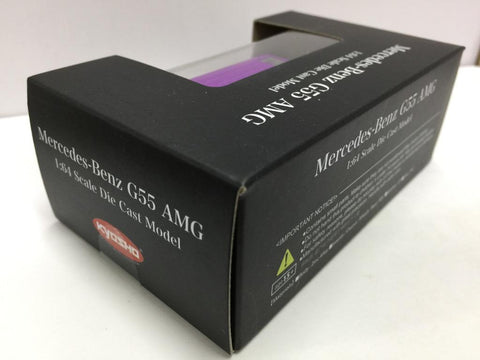 Mercedes-Benz G55 AMG
1:64 Scale Die Cast Model
Mercedes-Benz G55 AMG
1:64 Scale Die Cast Model
KYOSHO
Mercedes-Benz G55 AMG
1:64 Scale Die Cast Model
<IMPORTANT NOTICE!>